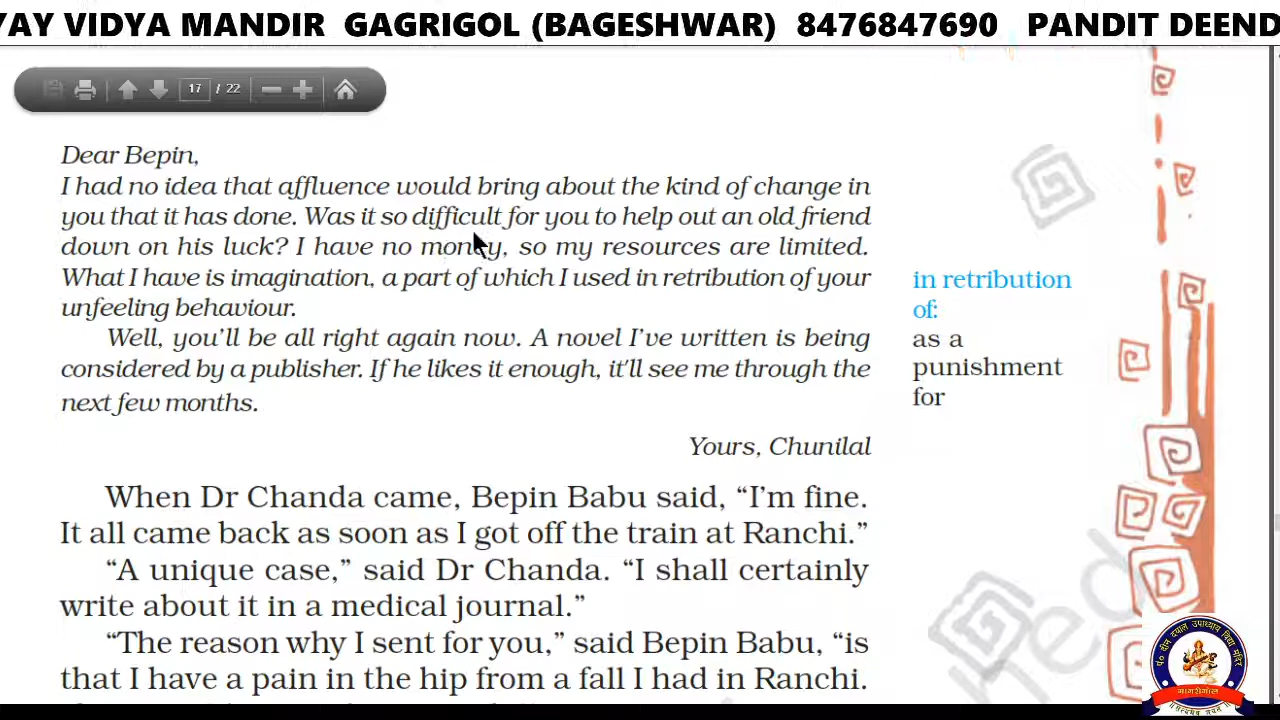 YAY VIDYA MANDIR GAGRIGOL (BAGESHWAR) 8476847690 PANDIT DEEND
17 / 22
Dear Bepin,
I had no idea that affluence would bring about the kind of change in
you that it has done. Was it so difficult for you to help out an old friend
down on his luck? I have no money, so my resources are limited.
What I have is imagination, a part of which I used in retribution of your
unfeeling behaviour.
Well, you’ll be all right again now. A novel I’ve written is being
considered by a publisher. If he likes it enough, it’ll see me through the
next few months.
Yours, Chunilal
in retribution
of:
as a
punishment
for
When Dr Chanda came, Bepin Babu said, “I’m fine.
It all came back as soon as I got off the train at Ranchi.”
“A unique case,” said Dr Chanda. “I shall certainly
write about it in a medical journal.”
“The reason why I sent for you,” said Bepin Babu, “is
that I have a pain in the hip from a fall I had in Ranchi.
पं० दीन दयाल उपाध्याय विद्या मंदिर
गागरीगोल